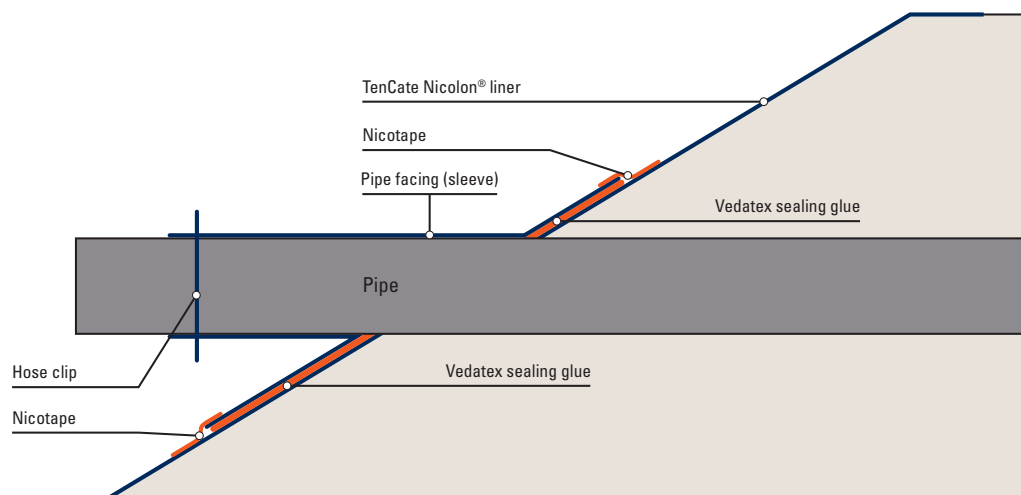 TenCate Nicolon® liner
Nicotape
Pipe facing (sleeve)
Vedatex sealing glue
Pipe
Hose clip
Vedatex sealing glue
Nicotape